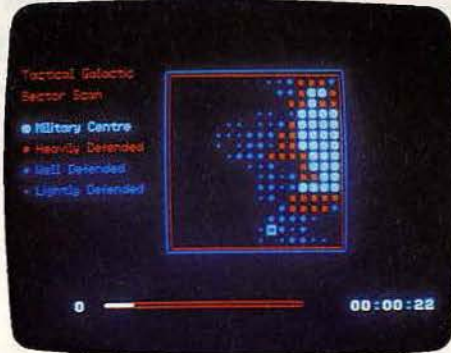 Tactical Galactic
Sector Scan
Military Centre
Heavily Defended
Well Defended
Lightly Defended
0
00:00:22